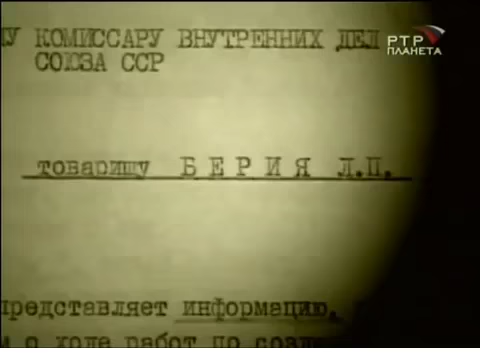 КОМИССАРУ ВНУТРЕННИХ ДЕЛ
СОЮЗА ССР
товарищу БЕРИЯ Л.П.
представляет информацию,
о ходе работ по
РТР
ПЛАНЕТА